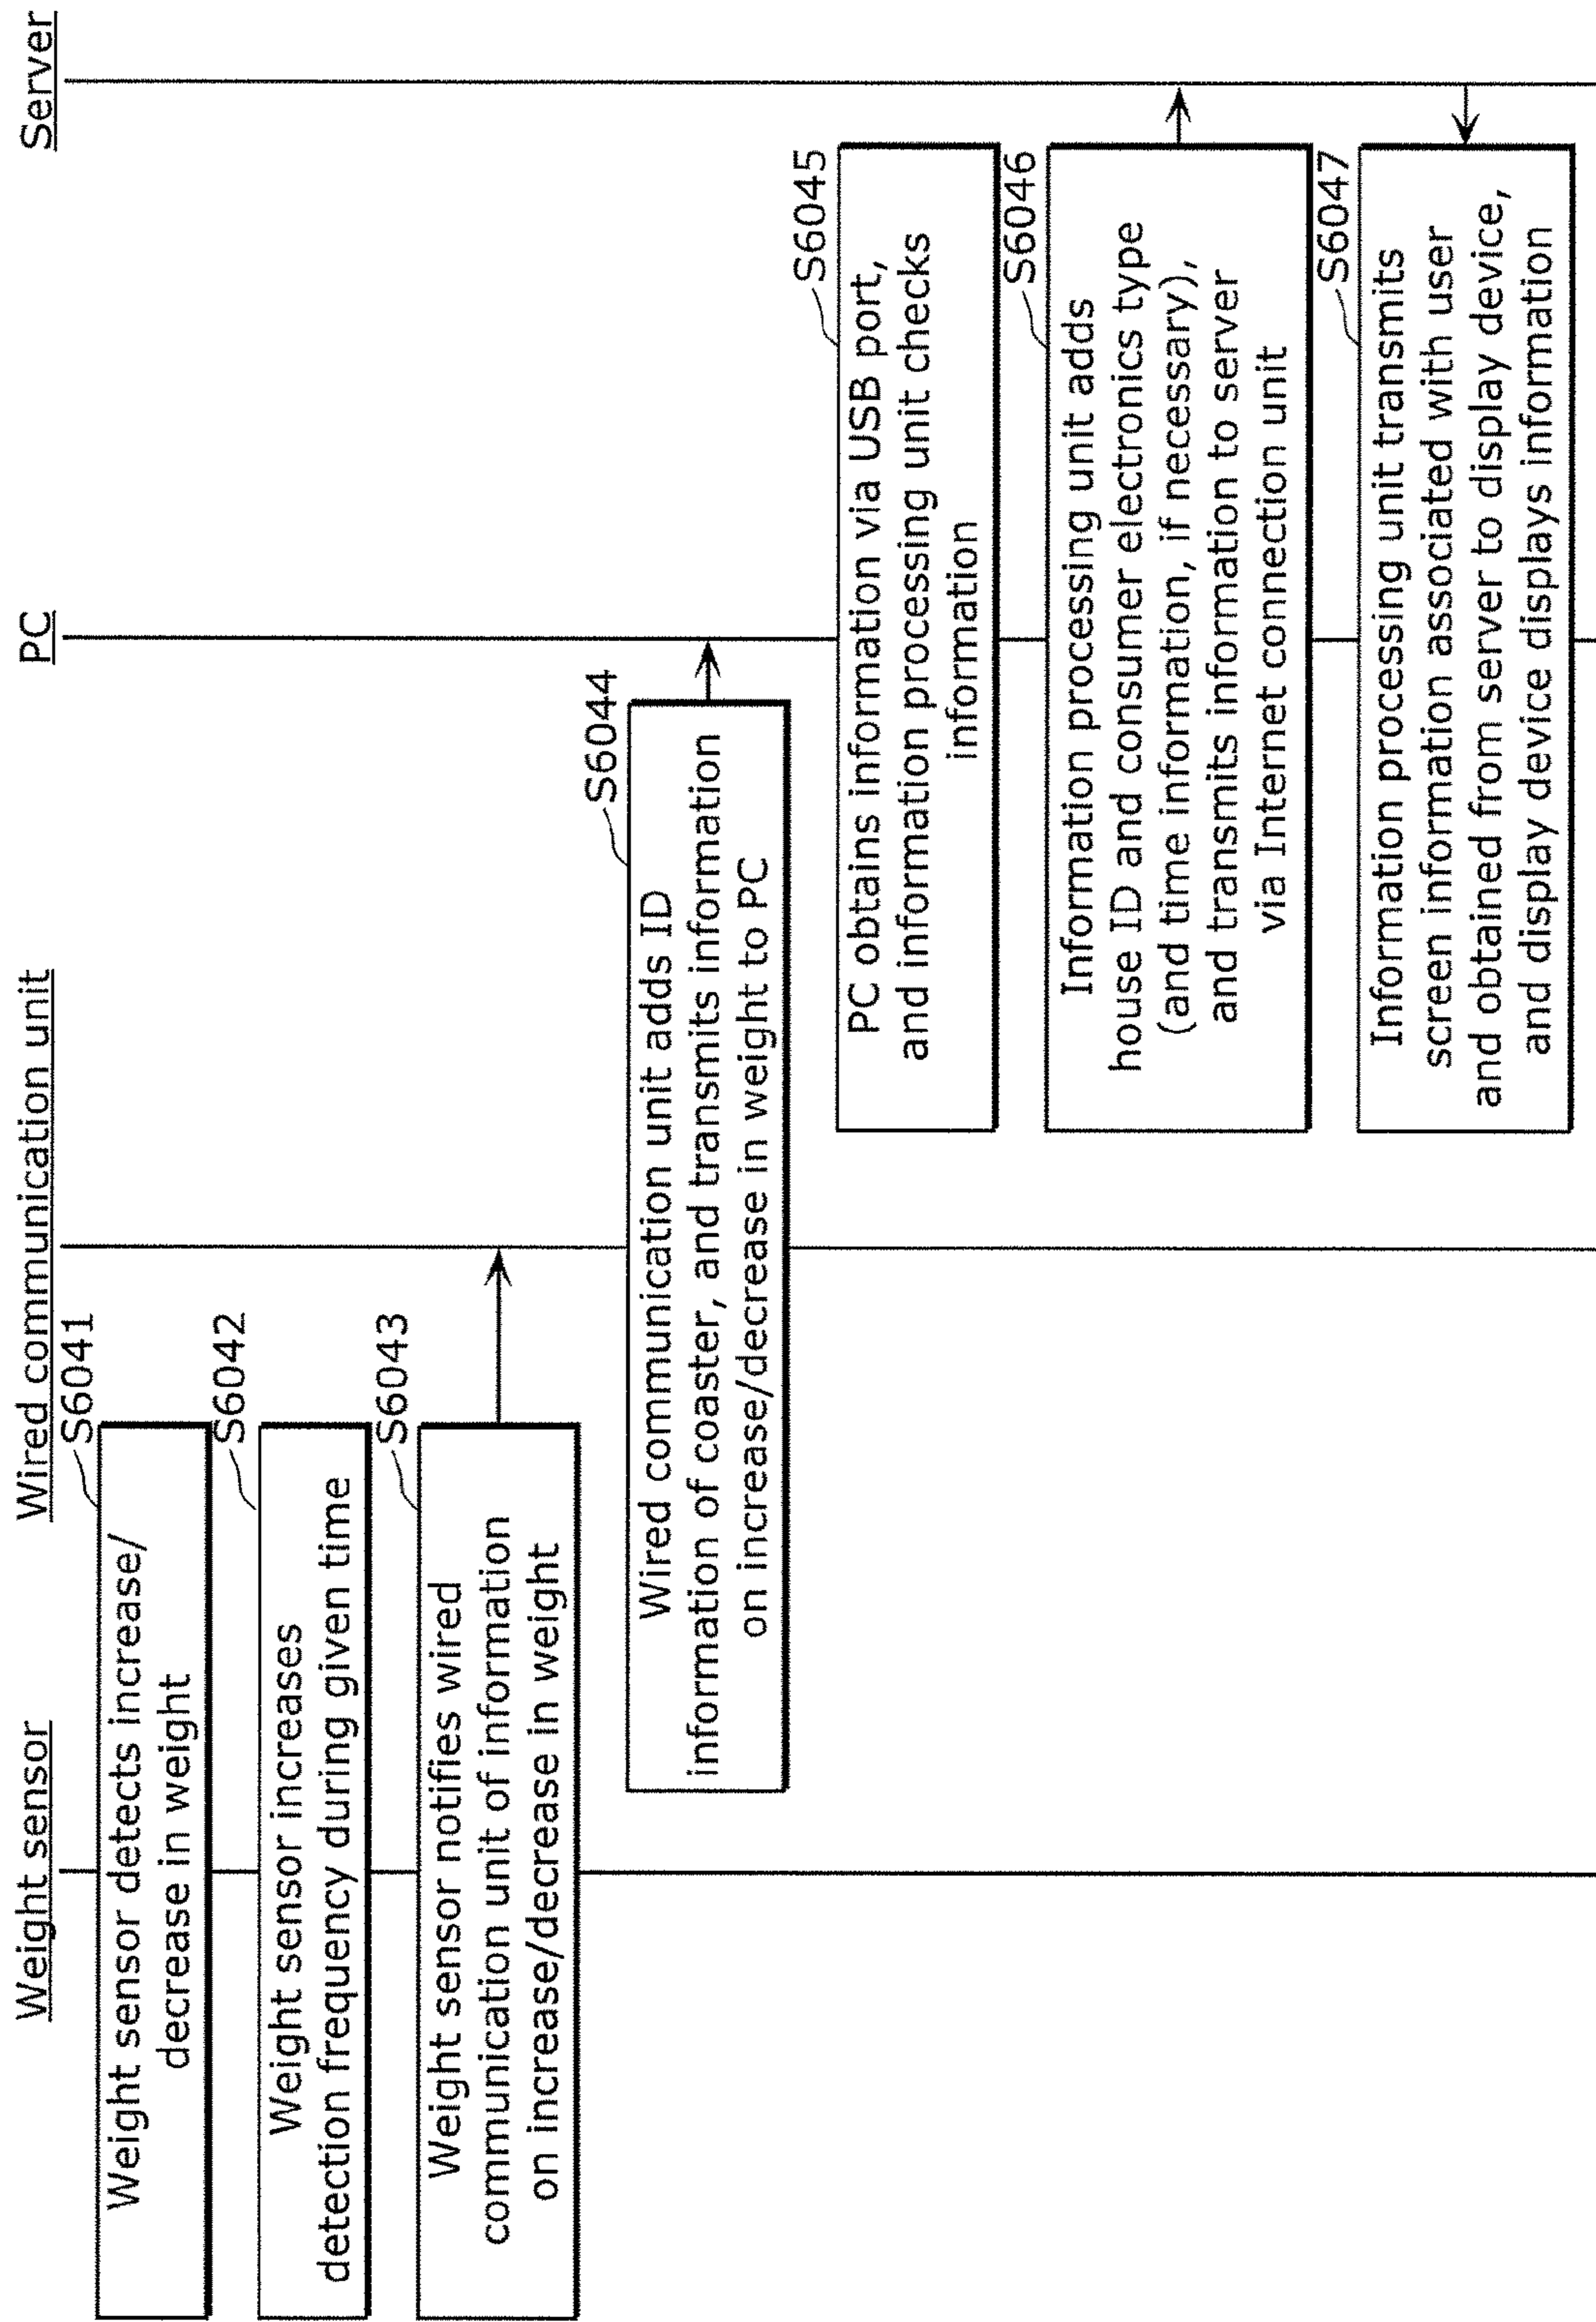 Weight sensor
Wired communication unit
PC
Server
S6041
Weight sensor detects increase/
decrease in weight
S6042
Weight sensor increases
detection frequency during given time
S6043
Weight sensor notifies wired
communication unit of information
on increase/decrease in weight
S6044
Wired communication unit adds ID
information of coaster, and transmits information
on increase/decrease in weight to PC
S6045
PC obtains information via USB port,
and information processing unit checks
information
S6046
Information processing unit adds
house ID and consumer electronics type
(and time information, if necessary),
and transmits information to server
via Internet connection unit
S6047
Information processing unit transmits
screen information associated with user
and obtained from server to display device,
and display device displays information